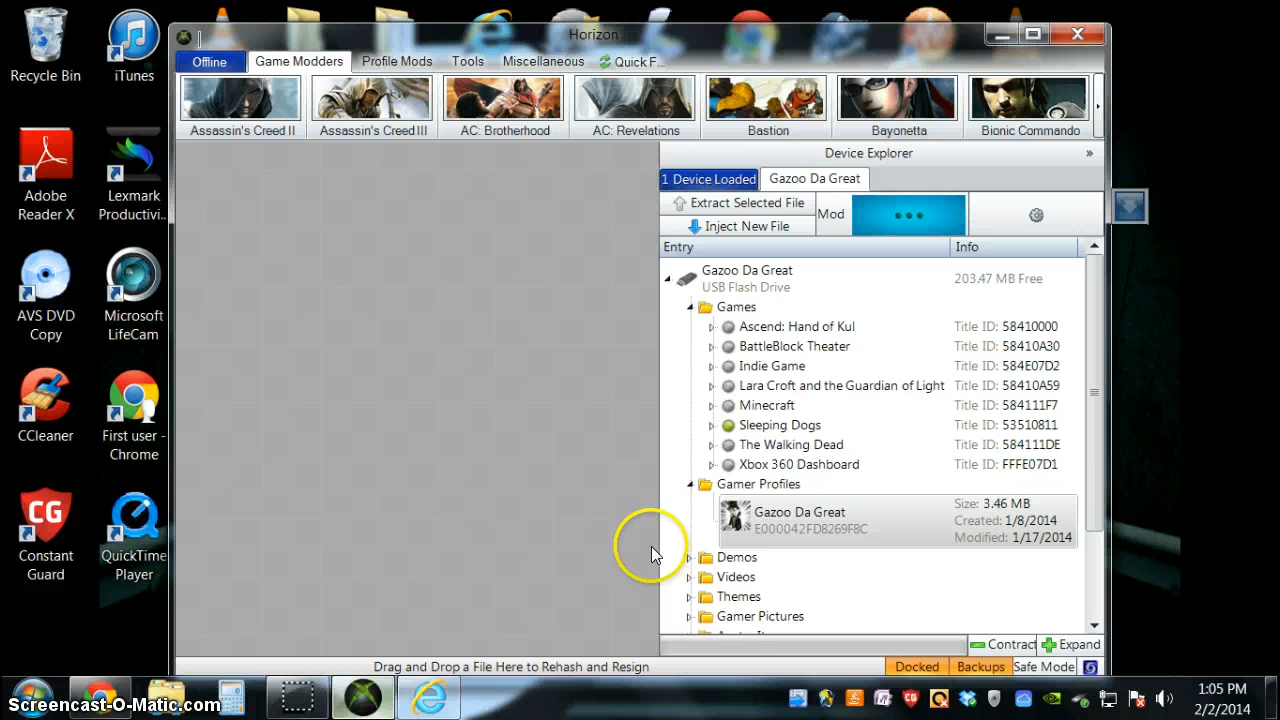 Recycle Bin
iTunes
Adobe
Reader X
Lexmark
Productivi...
AVS DVD
Copy
Microsoft
LifeCam
CCleaner
First user -
Chrome
CG
Constant
Guard
QuickTime
Player
Horizon
Offline
Game Modders
Profile Mods
Tools
Miscellaneous
Quick F...
Assassin's Creed II
Assassin's Creed III
AC: Brotherhood
AC: Revelations
Bastion
Bayonetta
Bionic Commando
Device Explorer
»
1 Device Loaded
Gazoo Da Great
Extract Selected File
Inject New File
Mod
Entry
Info
Gazoo Da Great
USB Flash Drive
203.47 MB Free
Games
Ascend: Hand of Kul
Title ID: 58410000
BattleBlock Theater
Title ID: 58410A30
Indie Game
Title ID: 584E07D2
Lara Croft and the Guardian of Light
Title ID: 58410A59
Minecraft
Title ID: 584111F7
Sleeping Dogs
Title ID: 53510811
The Walking Dead
Title ID: 584111DE
Xbox 360 Dashboard
Title ID: FFFE07D1
Gamer Profiles
Gazoo Da Great
E000042FD8269F8C
Size: 3.46 MB
Created: 1/8/2014
Modified: 1/17/2014
Demos
Videos
Themes
Gamer Pictures
Contract
Expand
Drag and Drop a File Here to Rehash and Resign
Docked
Backups
Safe Mode
Screencast-O-Matic.com
1:05 PM
2/2/2014